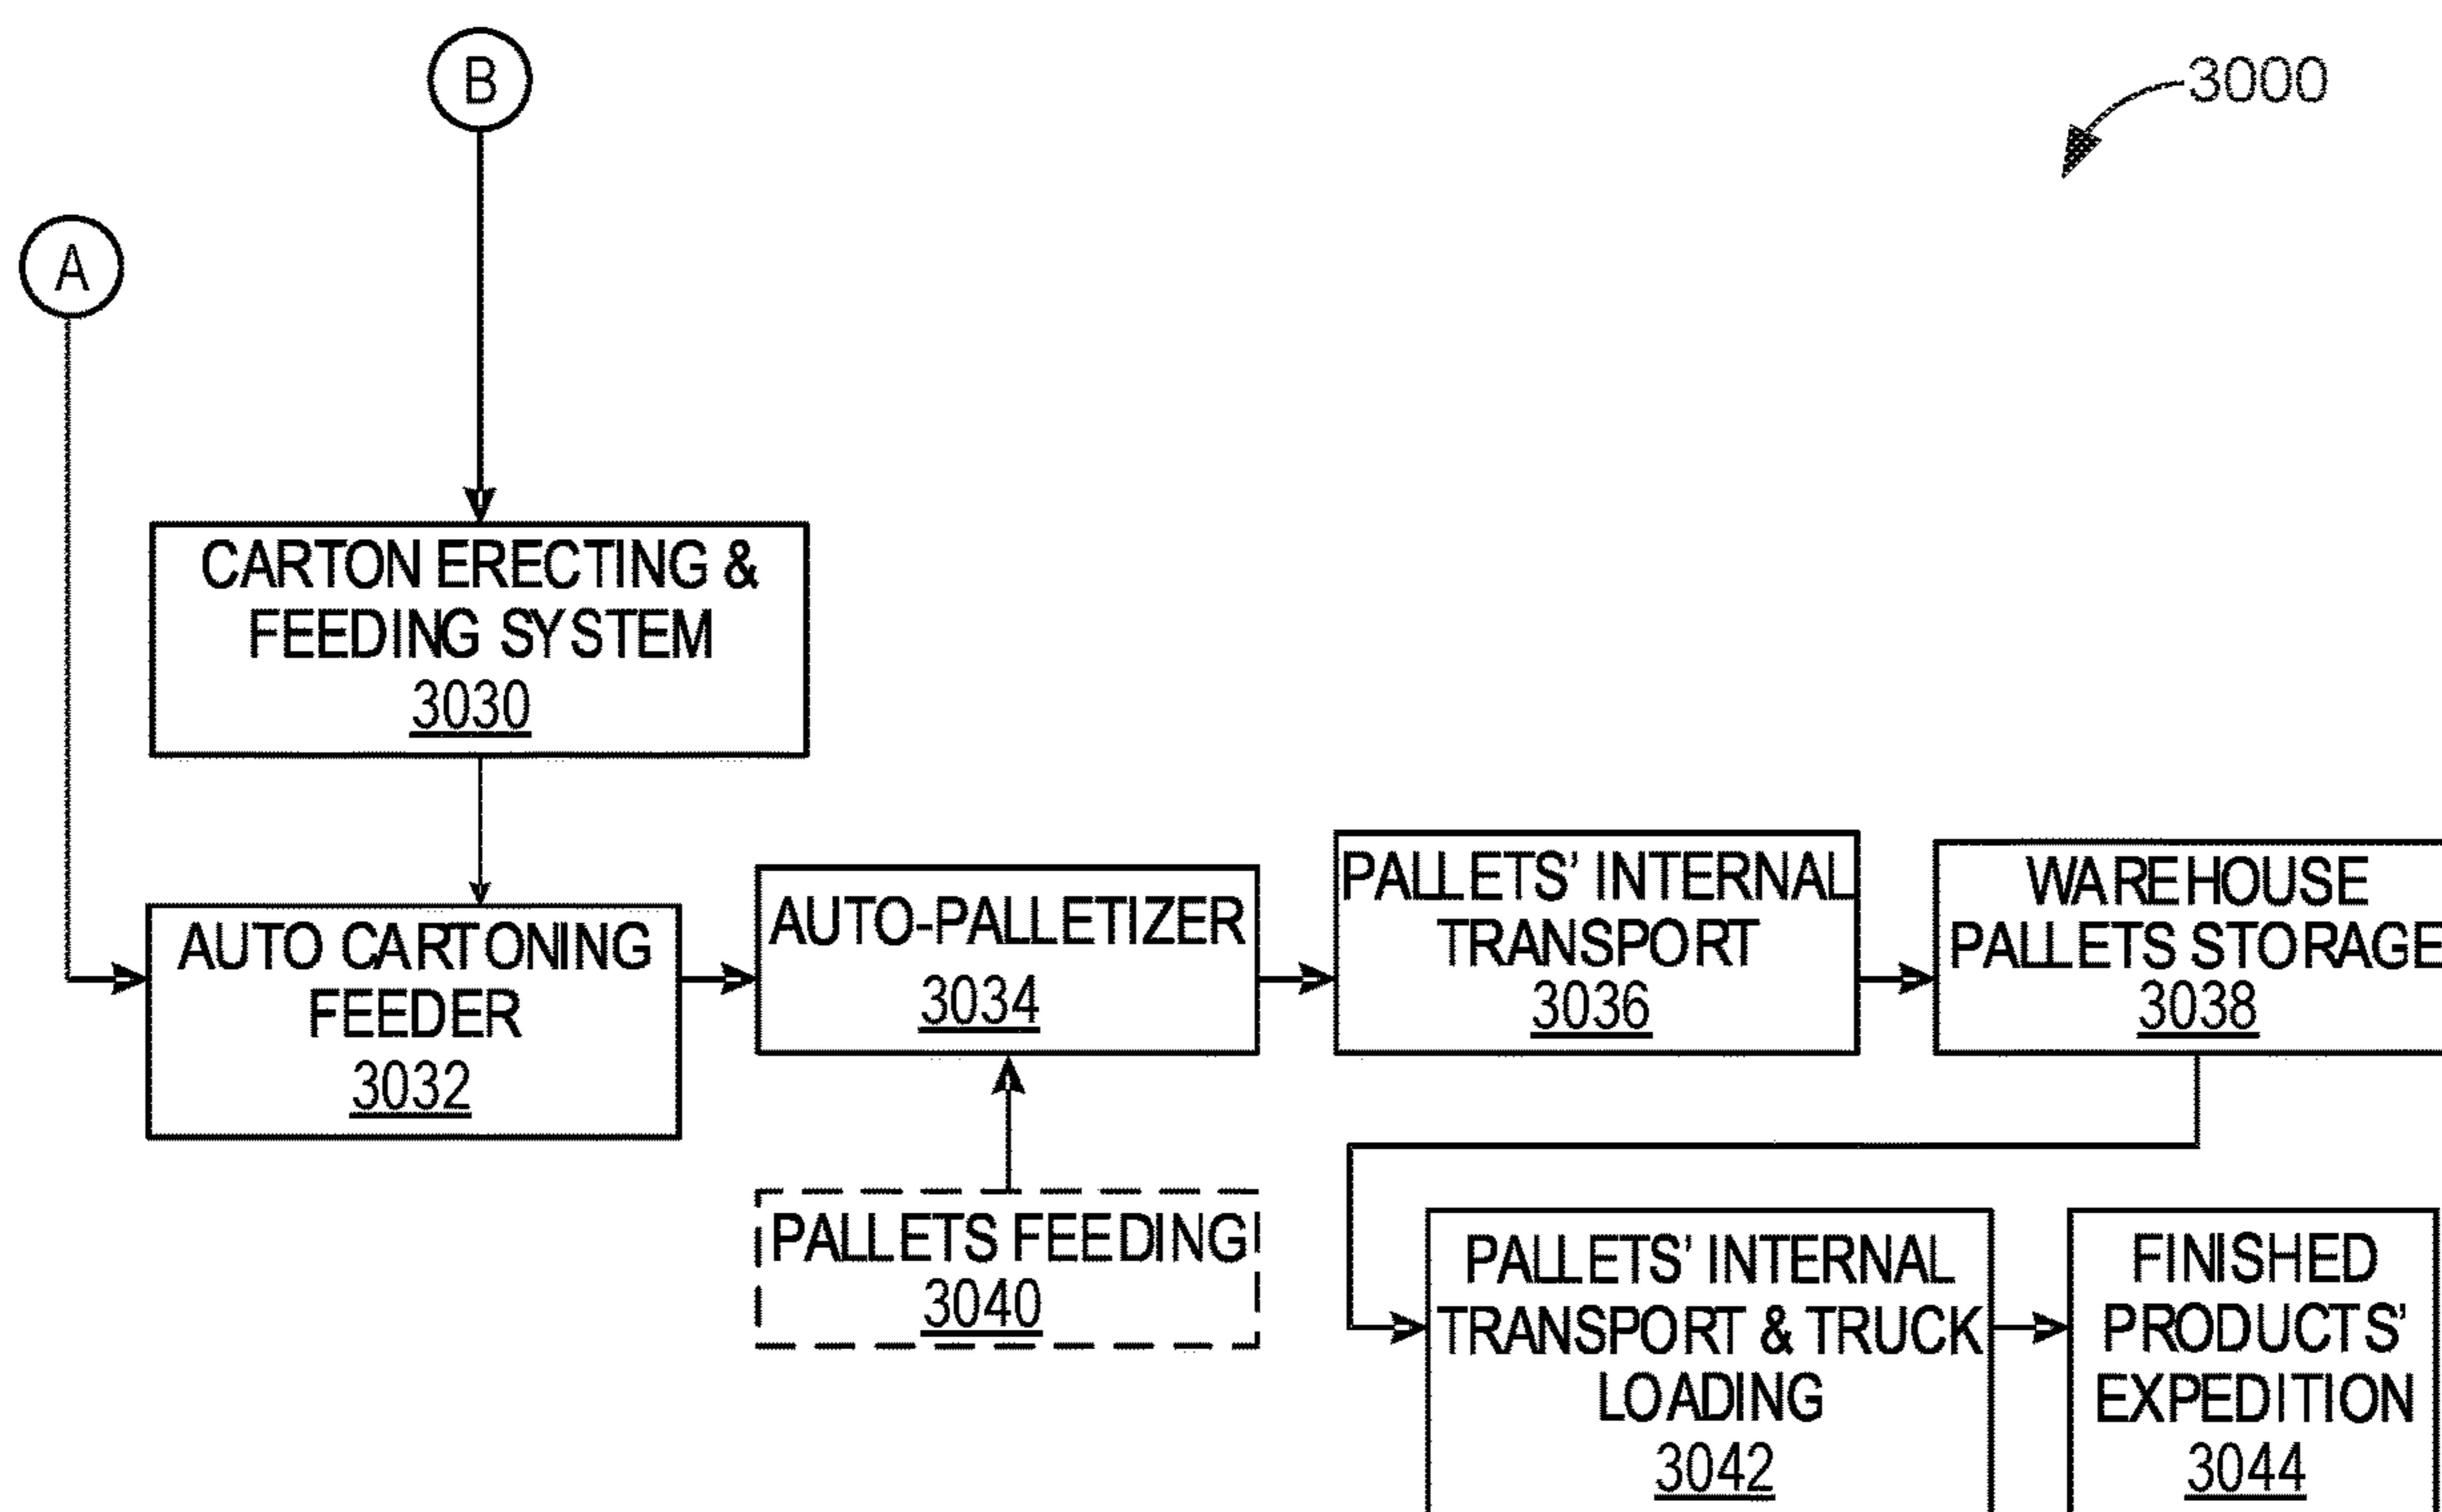 B
3000
A
CARTON ERECTING &
FEEDING SYSTEM
3030
AUTO CARTONING
FEEDER
3032
AUTO-PALLETIZER
3034
PALLETS' INTERNAL
TRANSPORT
3036
WAREHOUSE
PALLETS STORAGE
3038
PALLETS FEEDING
3040
PALLETS' INTERNAL
TRANSPORT & TRUCK
LOADING
3042
FINISHED
PRODUCTS'
EXPEDITION
3044